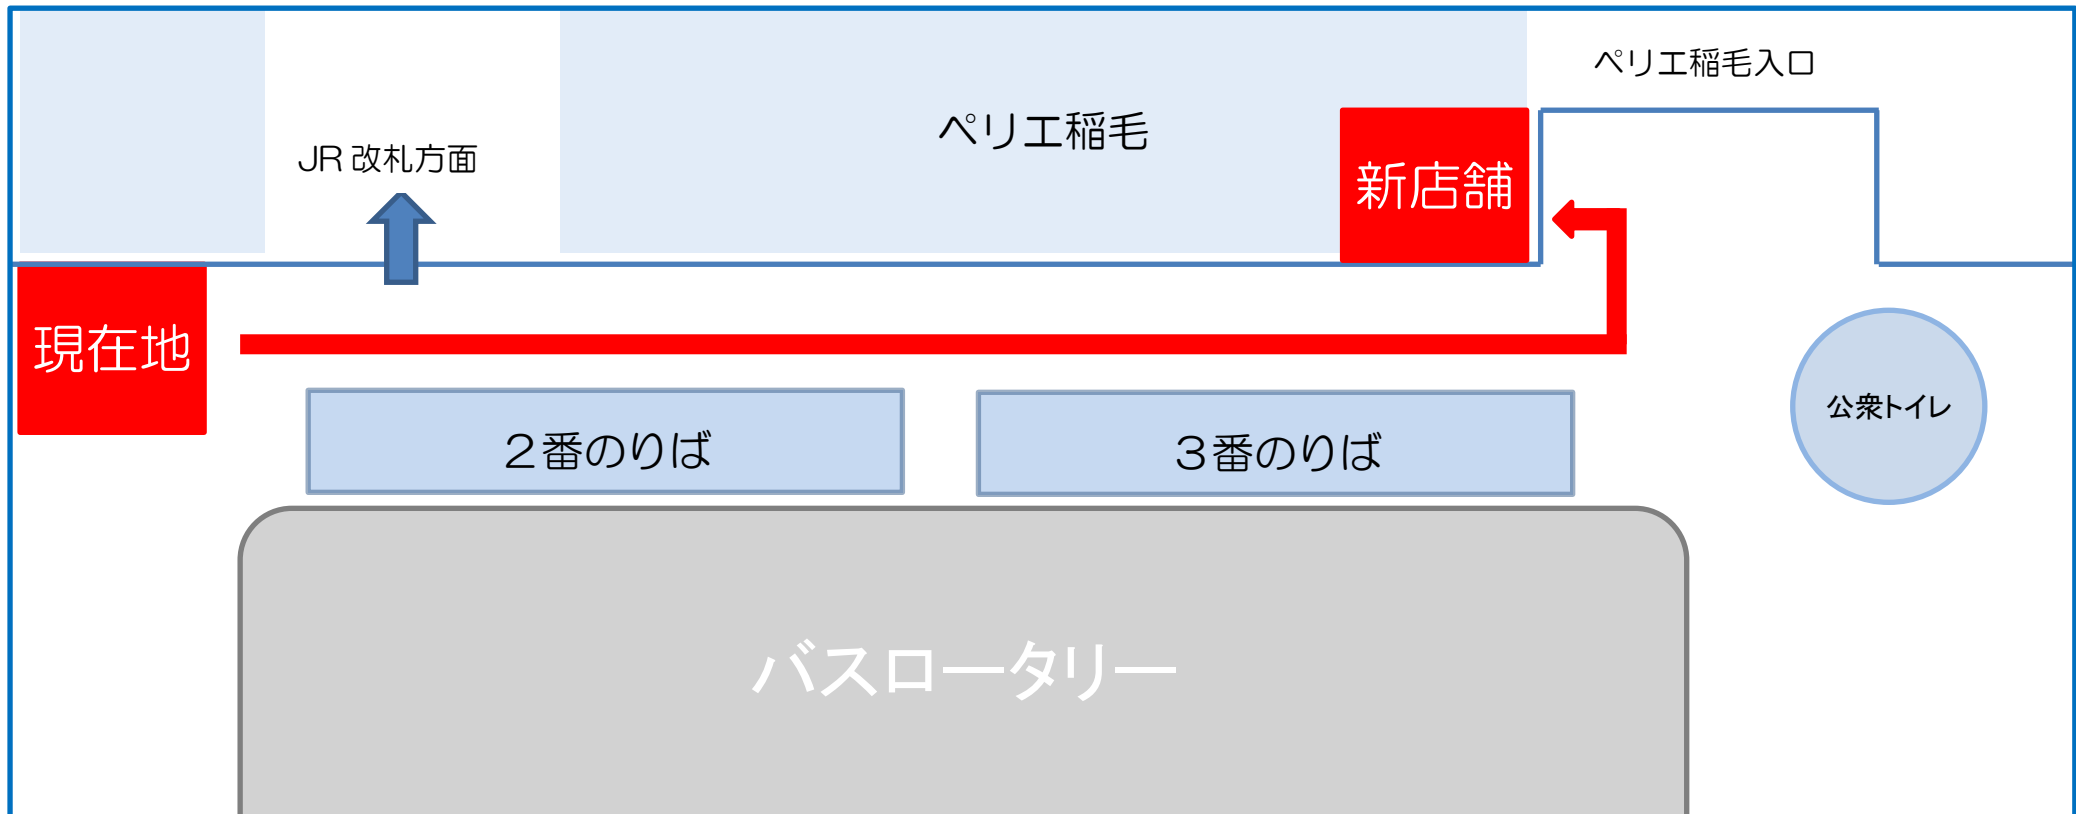 ペリエ稲毛入口
ペリエ稲毛
JR 改札方面
新店舗
現在地
２番のりば
３番のりば
公衆トイレ
バスロータリー